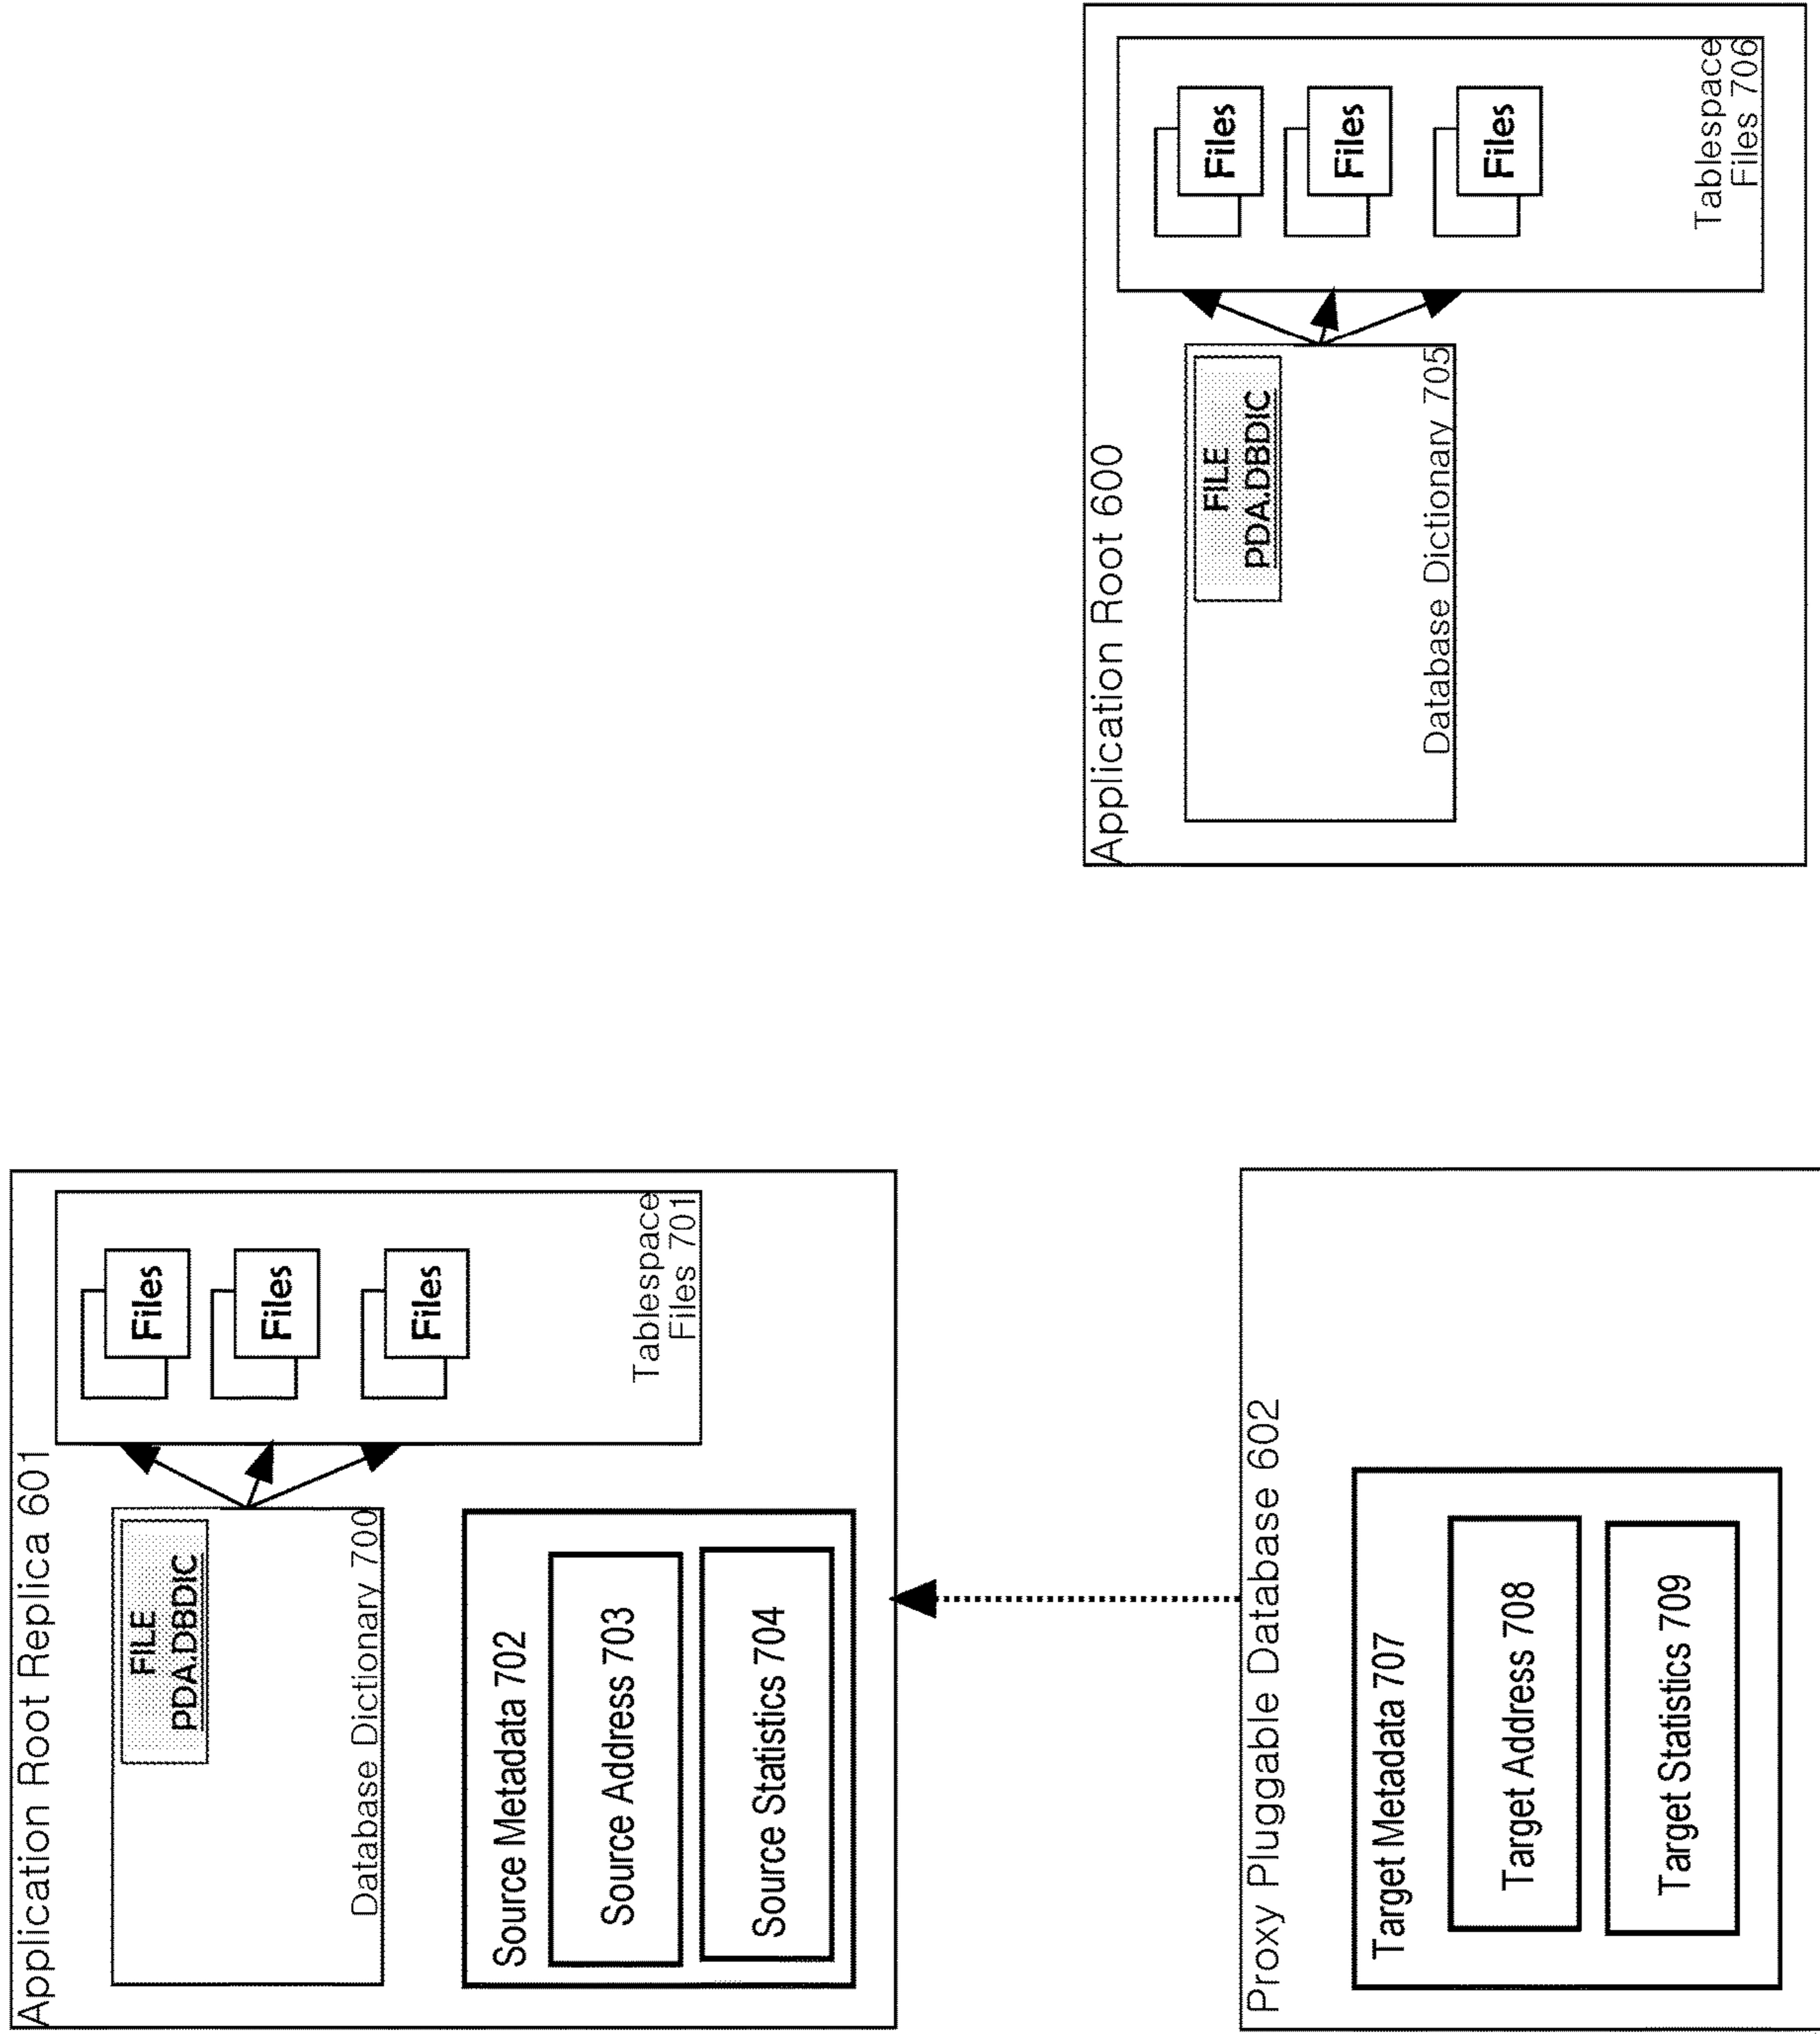 Application Root Replica 601
FILE
PDA.DBDIC
Database Dictionary 700
Files
Files
Files
Tablespace
Files 701
Source Metadata 702
Source Address 703
Source Statistics 704
Proxy Pluggable Database 602
Target Metadata 707
Target Address 708
Target Statistics 709
Application Root 600
FILE
PDA.DBDIC
Database Dictionary 705
Files
Files
Files
Tablespace
Files 706